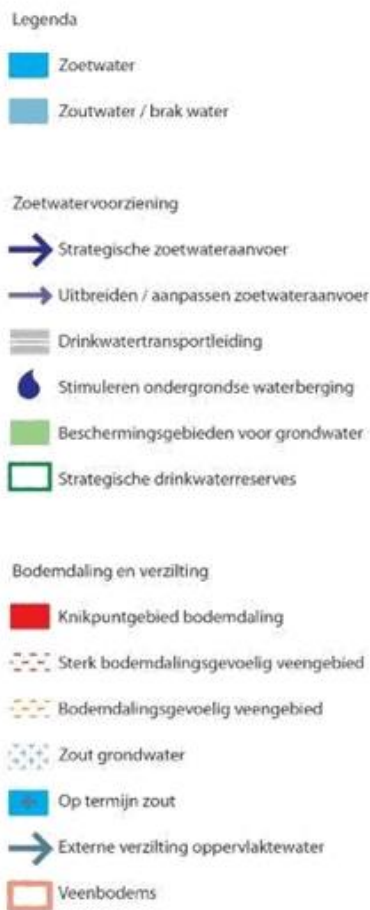 Legenda
Zoetwater
Zoutwater / brak water
Zoetwatervoorziening
Strategische zoetwateraanvoer
Uitbreiden / aanpassen zoetwateraanvoer
Drinkwatertransportleiding
Stimuleren ondergrondse waterberging
Beschermingsgebieden voor grondwater
Strategische drinkwaterreserves
Bodemdaling en verzilting
Knikpuntgebied bodemdaling
Sterk bodemdalingsgevoelig veengebied
Bodemdalingsgevoelig veengebied
Zout grondwater
Op termijn zout
Externe verzilting oppervlaktewater
Veenbodems